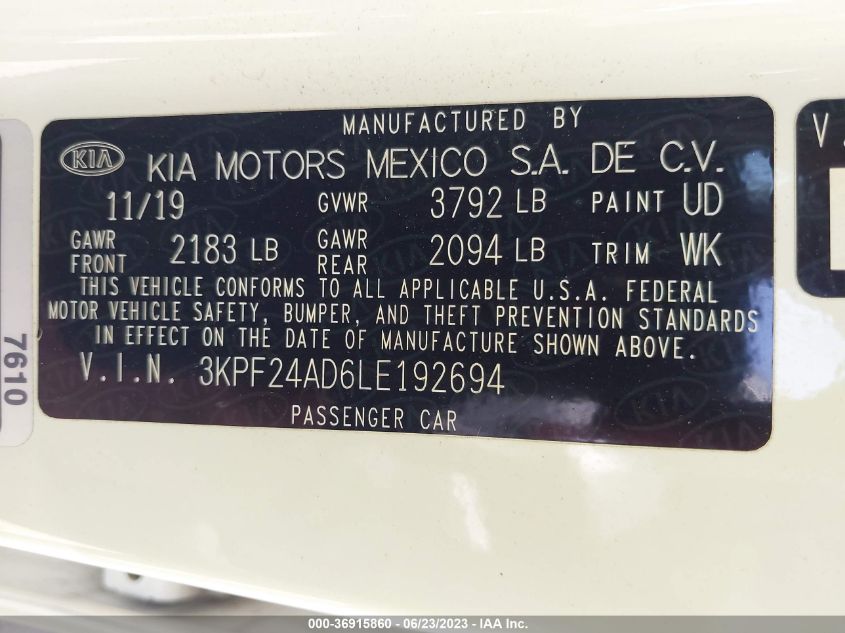 MANUFACTURED BY
KIA KIA MOTORS MEXICO S.A. DE C.V.
11/19 GVWR 3792 LB PAINT UD
GAWR FRONT 2183 LB GAWR REAR 2094 LB TRIM WK
THIS VEHICLE CONFORMS TO ALL APPLICABLE U.S.A. FEDERAL
MOTOR VEHICLE SAFETY, BUMPER, AND THEFT PREVENTION STANDARDS
IN EFFECT ON THE DATE OF MANUFACTURE SHOWN ABOVE.
V.I.N. 3KPF24AD6LE192694
PASSENGER CAR
7610
V.
000-36915860 - 06/23/2023 - IAA Inc.